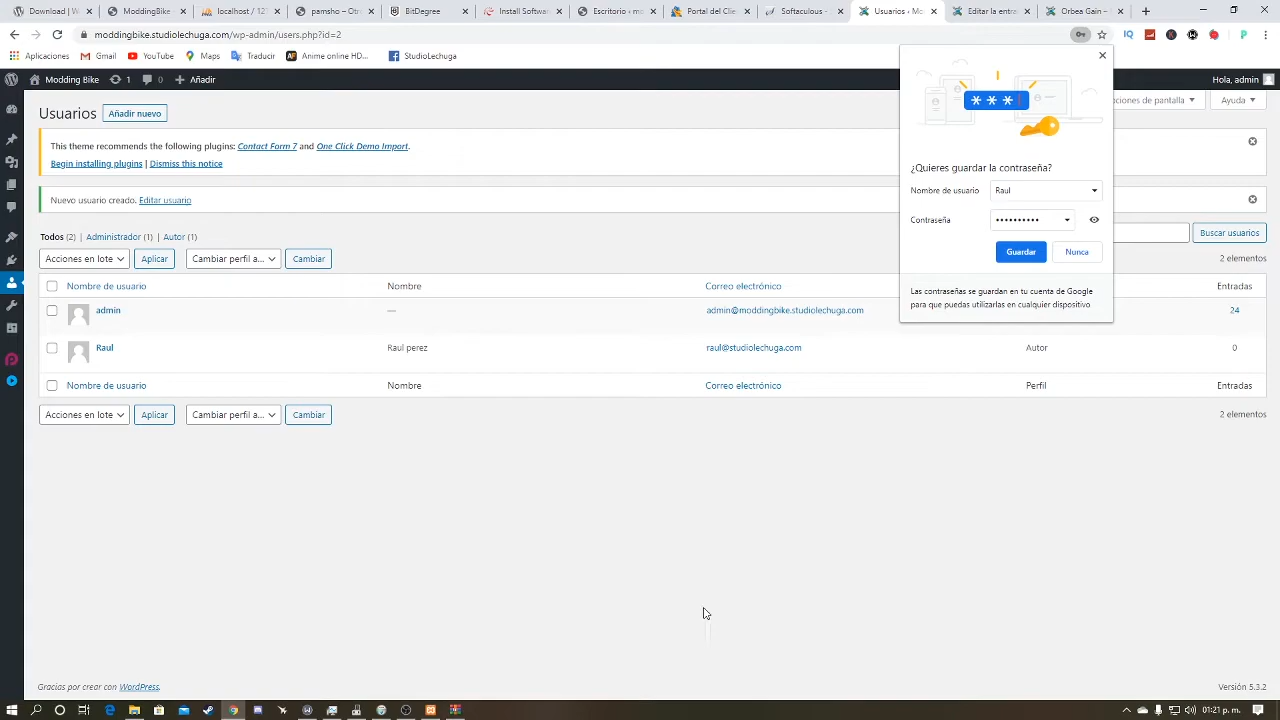 Download | W
ModdingBike
localhost / 12
pamsho – Otr
BitDegree
Install Softwa
Escritorio ‹ m
Portal del Clie
Softaculous -
Usuarios ‹ Mo
Editar la entra
Orbea Gain –
moddingbike.studiolechuga.com/wp-admin/users.php?id=2
Aplicaciones Gmail YouTube Maps Traducir Anime online HD... StudioLechuga
Modding Bike 1 0 Hola, admin
Usuarios Añadir nuevo
ciones de pantalla Ayuda
This theme recommends the following plugins: Contact Form 7 and One Click Demo Import.
Begin installing plugins | Dismiss this notice
Nuevo usuario creado. Editar usuario
Todos (2) | Administrador (1) | Autor (1)
Buscar usuarios
Acciones en lote Aplicar Cambiar perfil a... Cambiar
2 elementos
Nombre de usuario Nombre Correo electrónico Entradas
admin — admin@moddingbike.studiolechuga.com 24
Raul Raul perez raul@studiolechuga.com Autor 0
Nombre de usuario Nombre Correo electrónico Perfil Entradas
Acciones en lote Aplicar Cambiar perfil a... Cambiar
2 elementos
¿Quieres guardar la contraseña?
Nombre de usuario Raul
Contraseña ••••••••••
Guardar Nunca
Las contraseñas se guardan en tu cuenta de Google
para que puedas utilizarlas en cualquier dispositivo
Gracias por crear con WordPress.
Versión 5.3.2
01:21 p. m.